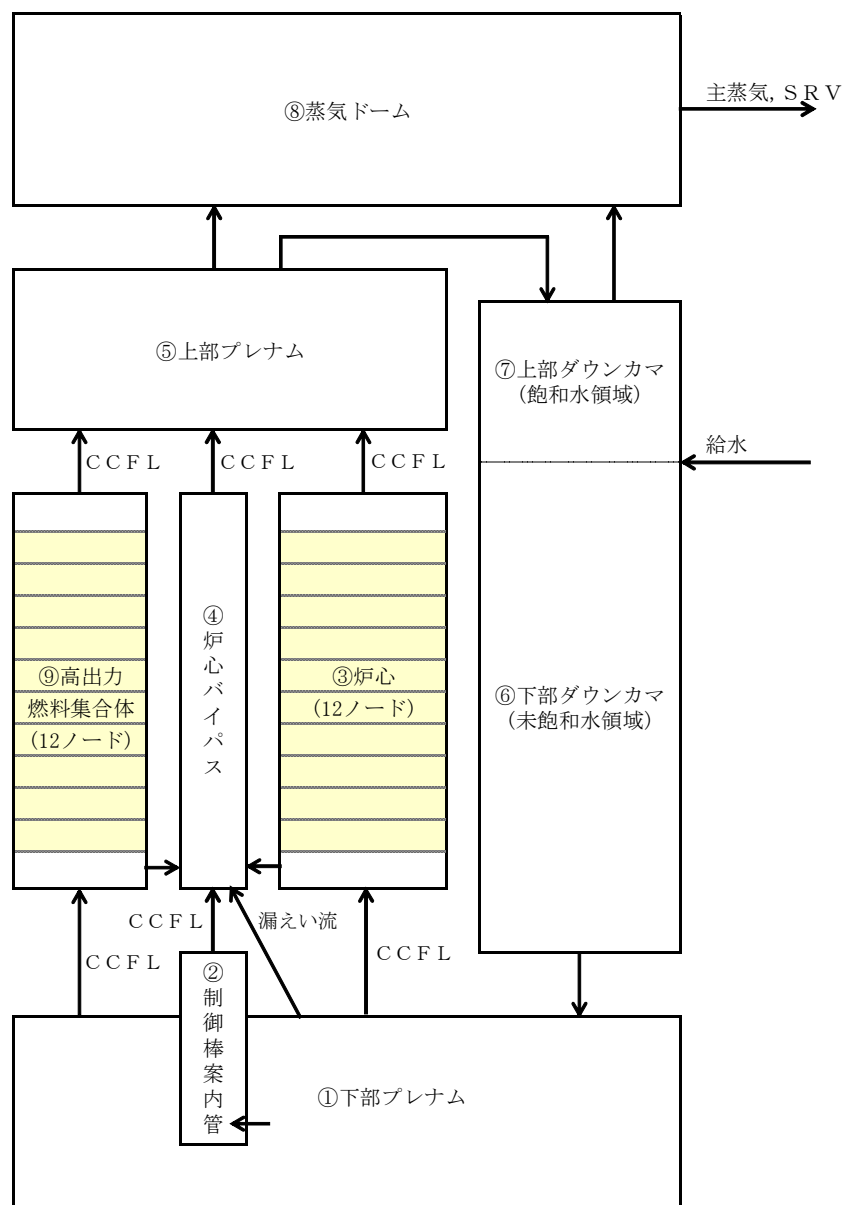 ⑧蒸気ドーム
主蒸気, ＳＲＶ
⑤上部プレナム
⑦上部ダウンカマ
(飽和水領域)
給水
ＣＣＦＬ
ＣＣＦＬ
ＣＣＦＬ
⑨高出力
燃料集合体
(12ノード)
④炉心バイパス
③炉心
(12ノード)
⑥下部ダウンカマ
(未飽和水領域)
ＣＣＦＬ
漏えい流
ＣＣＦＬ
ＣＣＦＬ
②制御棒案内管
①下部プレナム